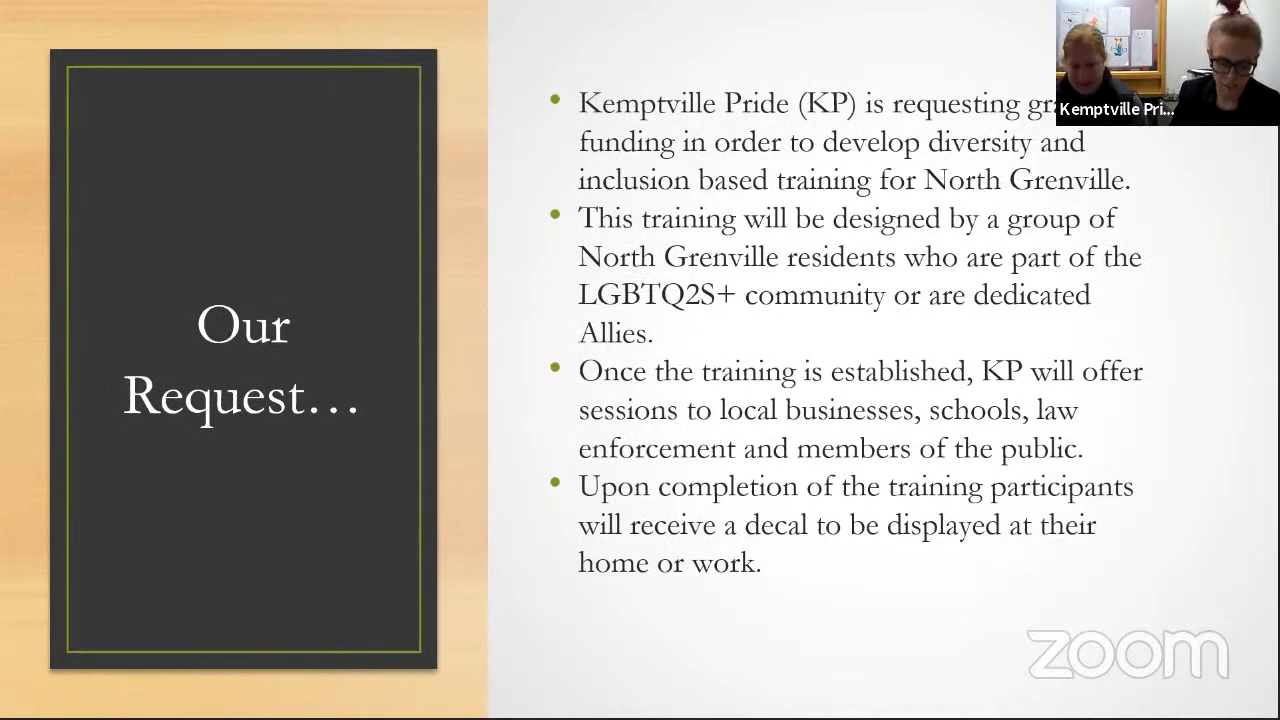 Our
Request…
• Kemptville Pride (KP) is requesting
funding in order to develop diversity and
inclusion based training for North Grenville.
• This training will be designed by a group of
North Grenville residents who are part of the
LGBTQ2S+ community or are dedicated
Allies.
• Once the training is established, KP will offer
sessions to local businesses, schools, law
enforcement and members of the public.
• Upon completion of the training participants
will receive a decal to be displayed at their
home or work.
Kemptville Pri...
zoom